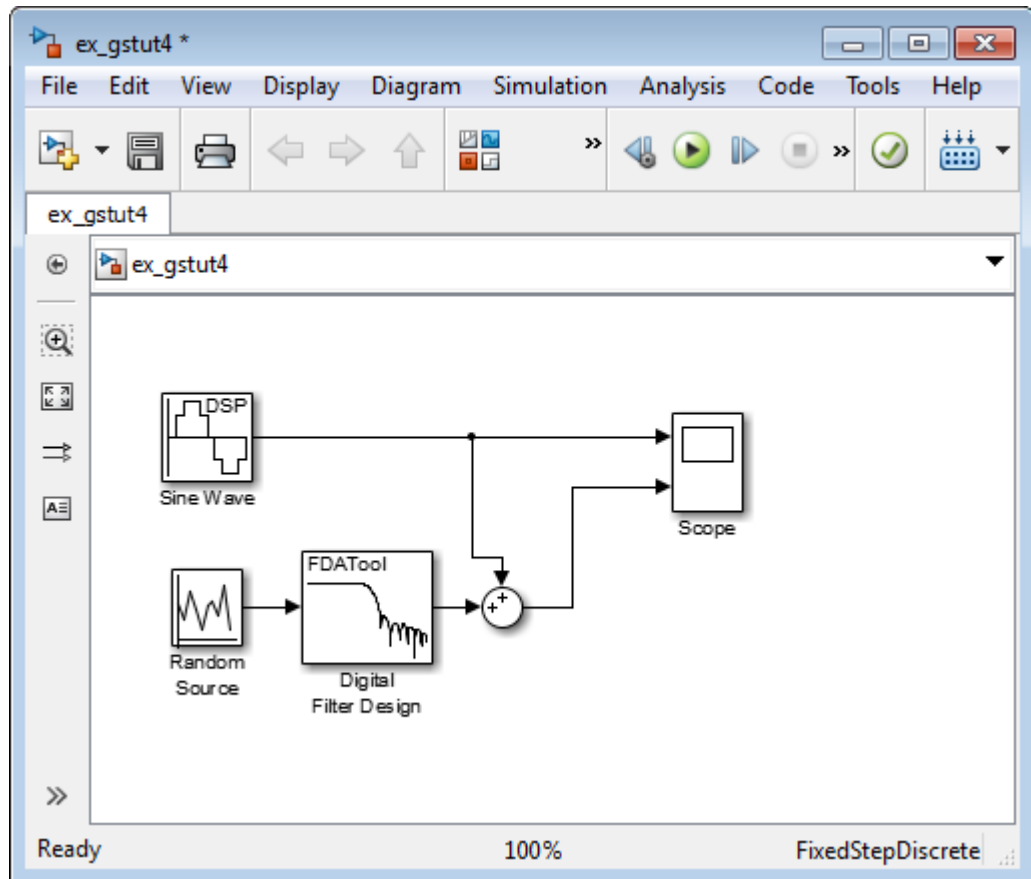 ex_gstut4 *
File Edit View Display Diagram Simulation Analysis Code Tools Help
ex_gstut4
ex_gstut4
DSP
Sine Wave
Scope
FDATool
Random
Source
Digital
Filter Design
Ready 100% FixedStepDiscrete